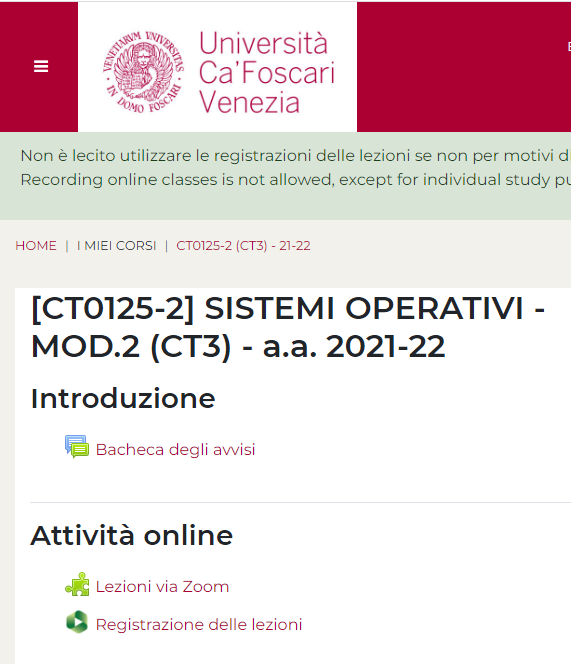 Università
Ca'Foscari
Venezia
VENETIARVM VNIVERSITAS
IN DOMO FOSCARI
Non è lecito utilizzare le registrazioni delle lezioni se non per motivi
Recording online classes is not allowed, except for individual study
HOME | I MIEI CORSI | CT0125-2 (CT3) - 21-22
[CT0125-2] SISTEMI OPERATIVI -
MOD.2 (CT3) - a.a. 2021-22
Introduzione
Bacheca degli avvisi
Attività online
Lezioni via Zoom
Registrazione delle lezioni